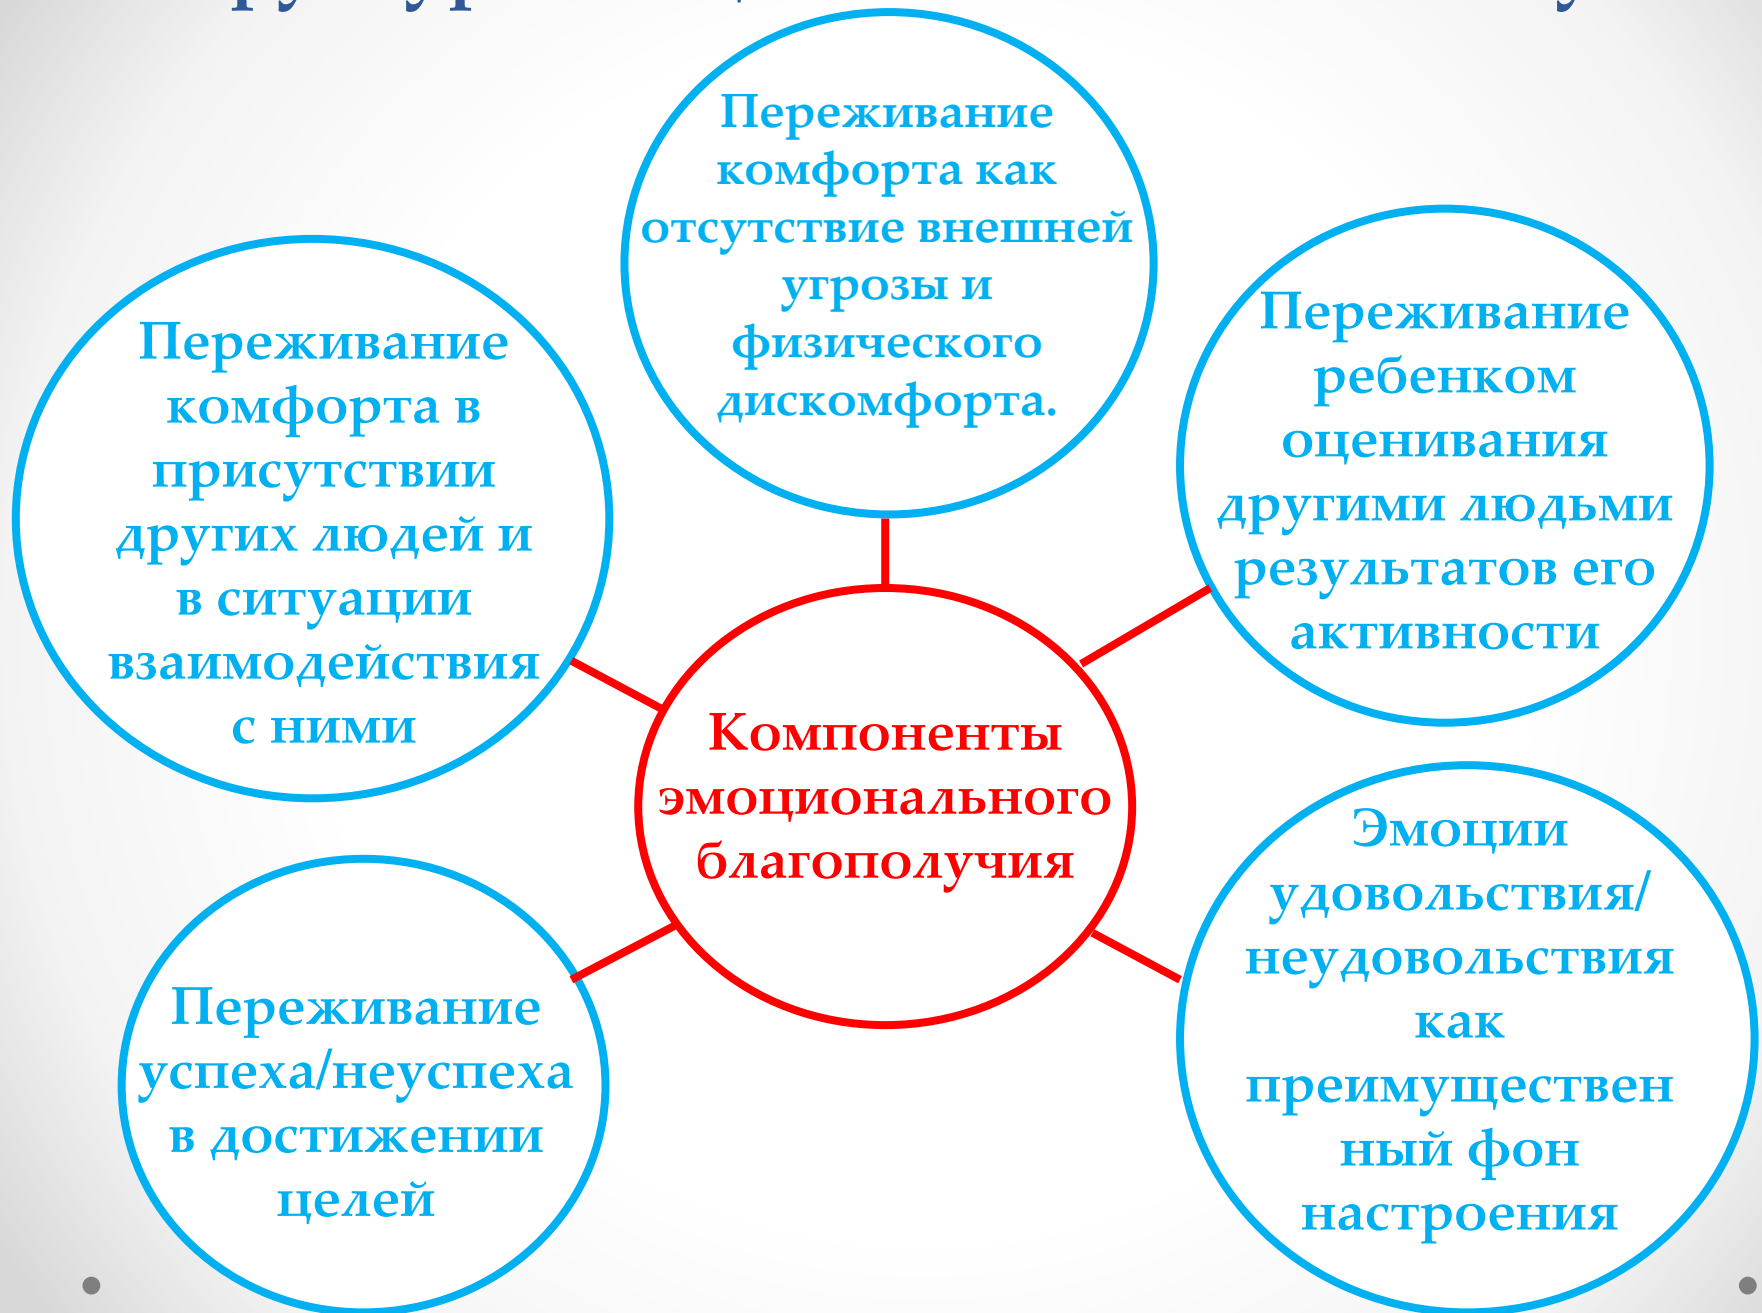 Переживание
комфорта как
отсутствие внешней
угрозы и
физического
дискомфорта.
Переживание
комфорта в
присутствии
других людей и
в ситуации
взаимодействия
с ними
Переживание
ребенком
оценивания
другими людьми
результатов его
активности
Компоненты
эмоционального
благополучия
Переживание
успеха/неуспеха
в достижении
целей
Эмоции
удовольствия/
неудовольствия
как
преимуществен
ный фон
настроения